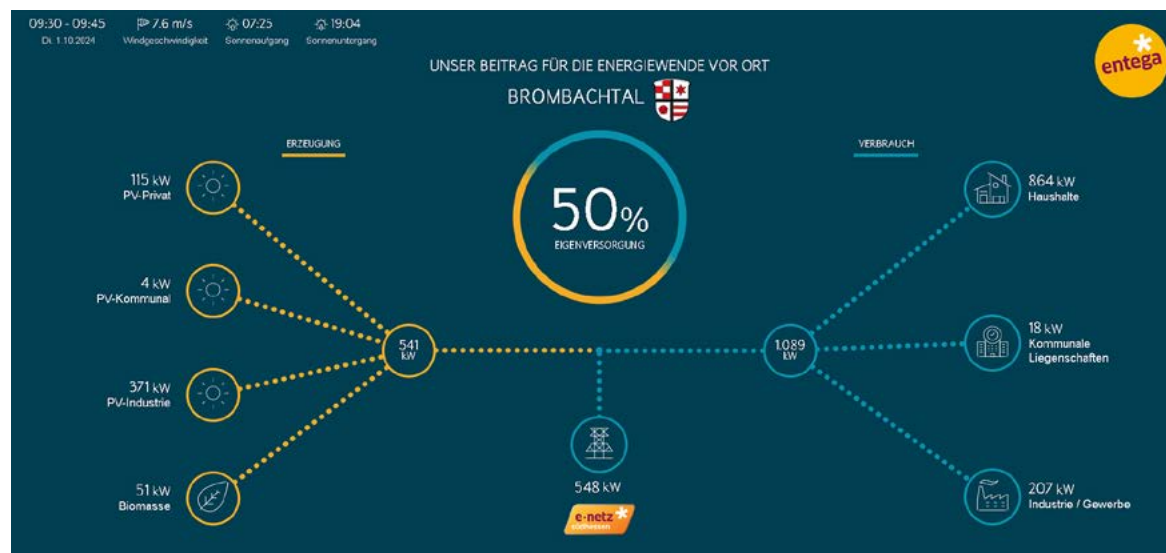 09:30 - 09:45
Di. 1.10.2024
7.6 m/s
Windgeschwindigkeit
07:25
Sonnenaufgang
19:04
Sonnenuntergang
entega
UNSER BEITRAG FÜR DIE ENERGIEWENDE VOR ORT
BROMBACHTAL
ERZEUGUNG
VERBRAUCH
50%
EIGENVERSORGUNG
115 kW
PV-Privat
4 kW
PV-Kommunal
371 kW
PV-Industrie
51 kW
Biomasse
541
kW
1.089
kW
548 kW
e-netz
südhessen
864 kW
Haushalte
18 kW
Kommunale
Liegenschaften
207 kW
Industrie / Gewerbe